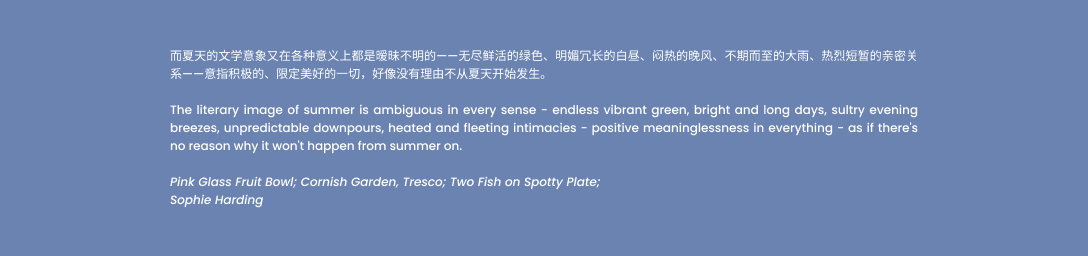 而夏天的文学意象又在各种意义上都是暧昧不明的——无尽鲜活的绿色、明媚冗长的白昼、闷热的晚风、不期而至的大雨、热烈短暂的亲密关
系——意指积极的、限定美好的一切，好像没有理由不从夏天开始发生。
The literary image of summer is ambiguous in every sense - endless vibrant green, bright and long days, sultry evening
breezes, unpredictable downpours, heated and fleeting intimacies - positive meaninglessness in everything - as if there's
no reason why it won't happen from summer on.
Pink Glass Fruit Bowl; Cornish Garden, Tresco; Two Fish on Spotty Plate;
Sophie Harding